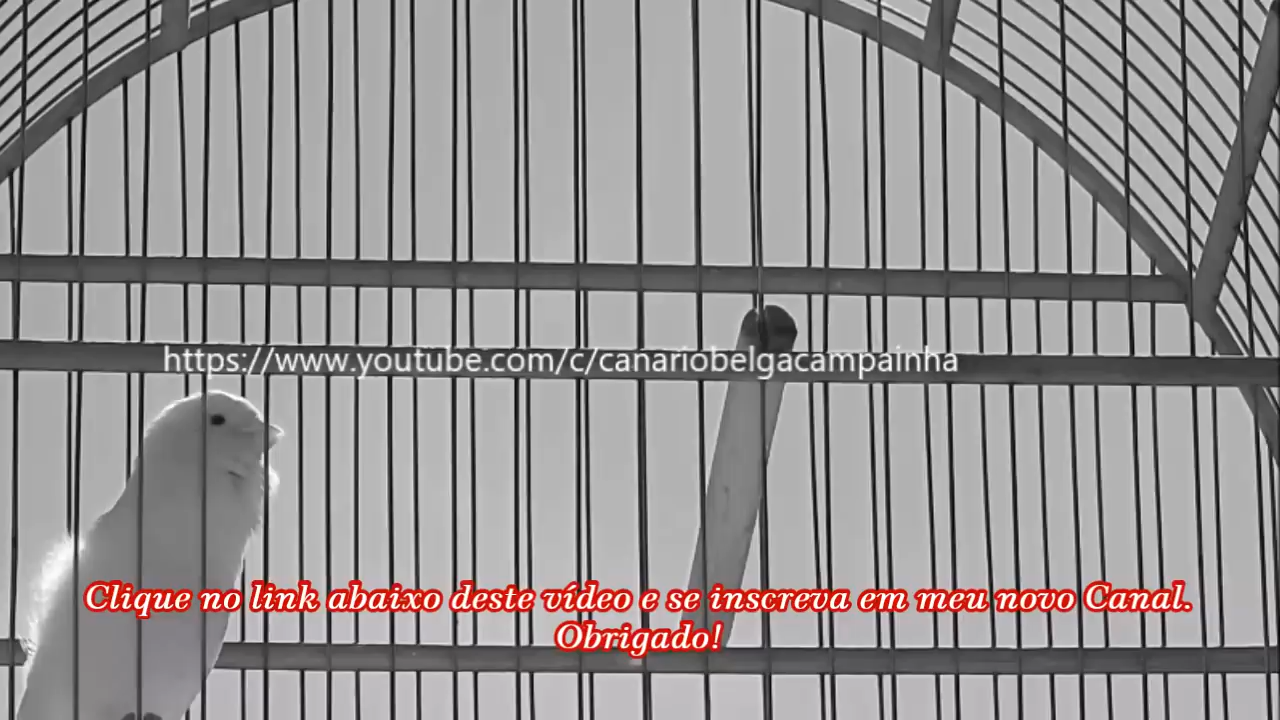 https://www.youtube.com/c/canariobelgacampainha
Clique no link abaixo deste vídeo e se inscreva em meu novo Canal.
Obrigado!